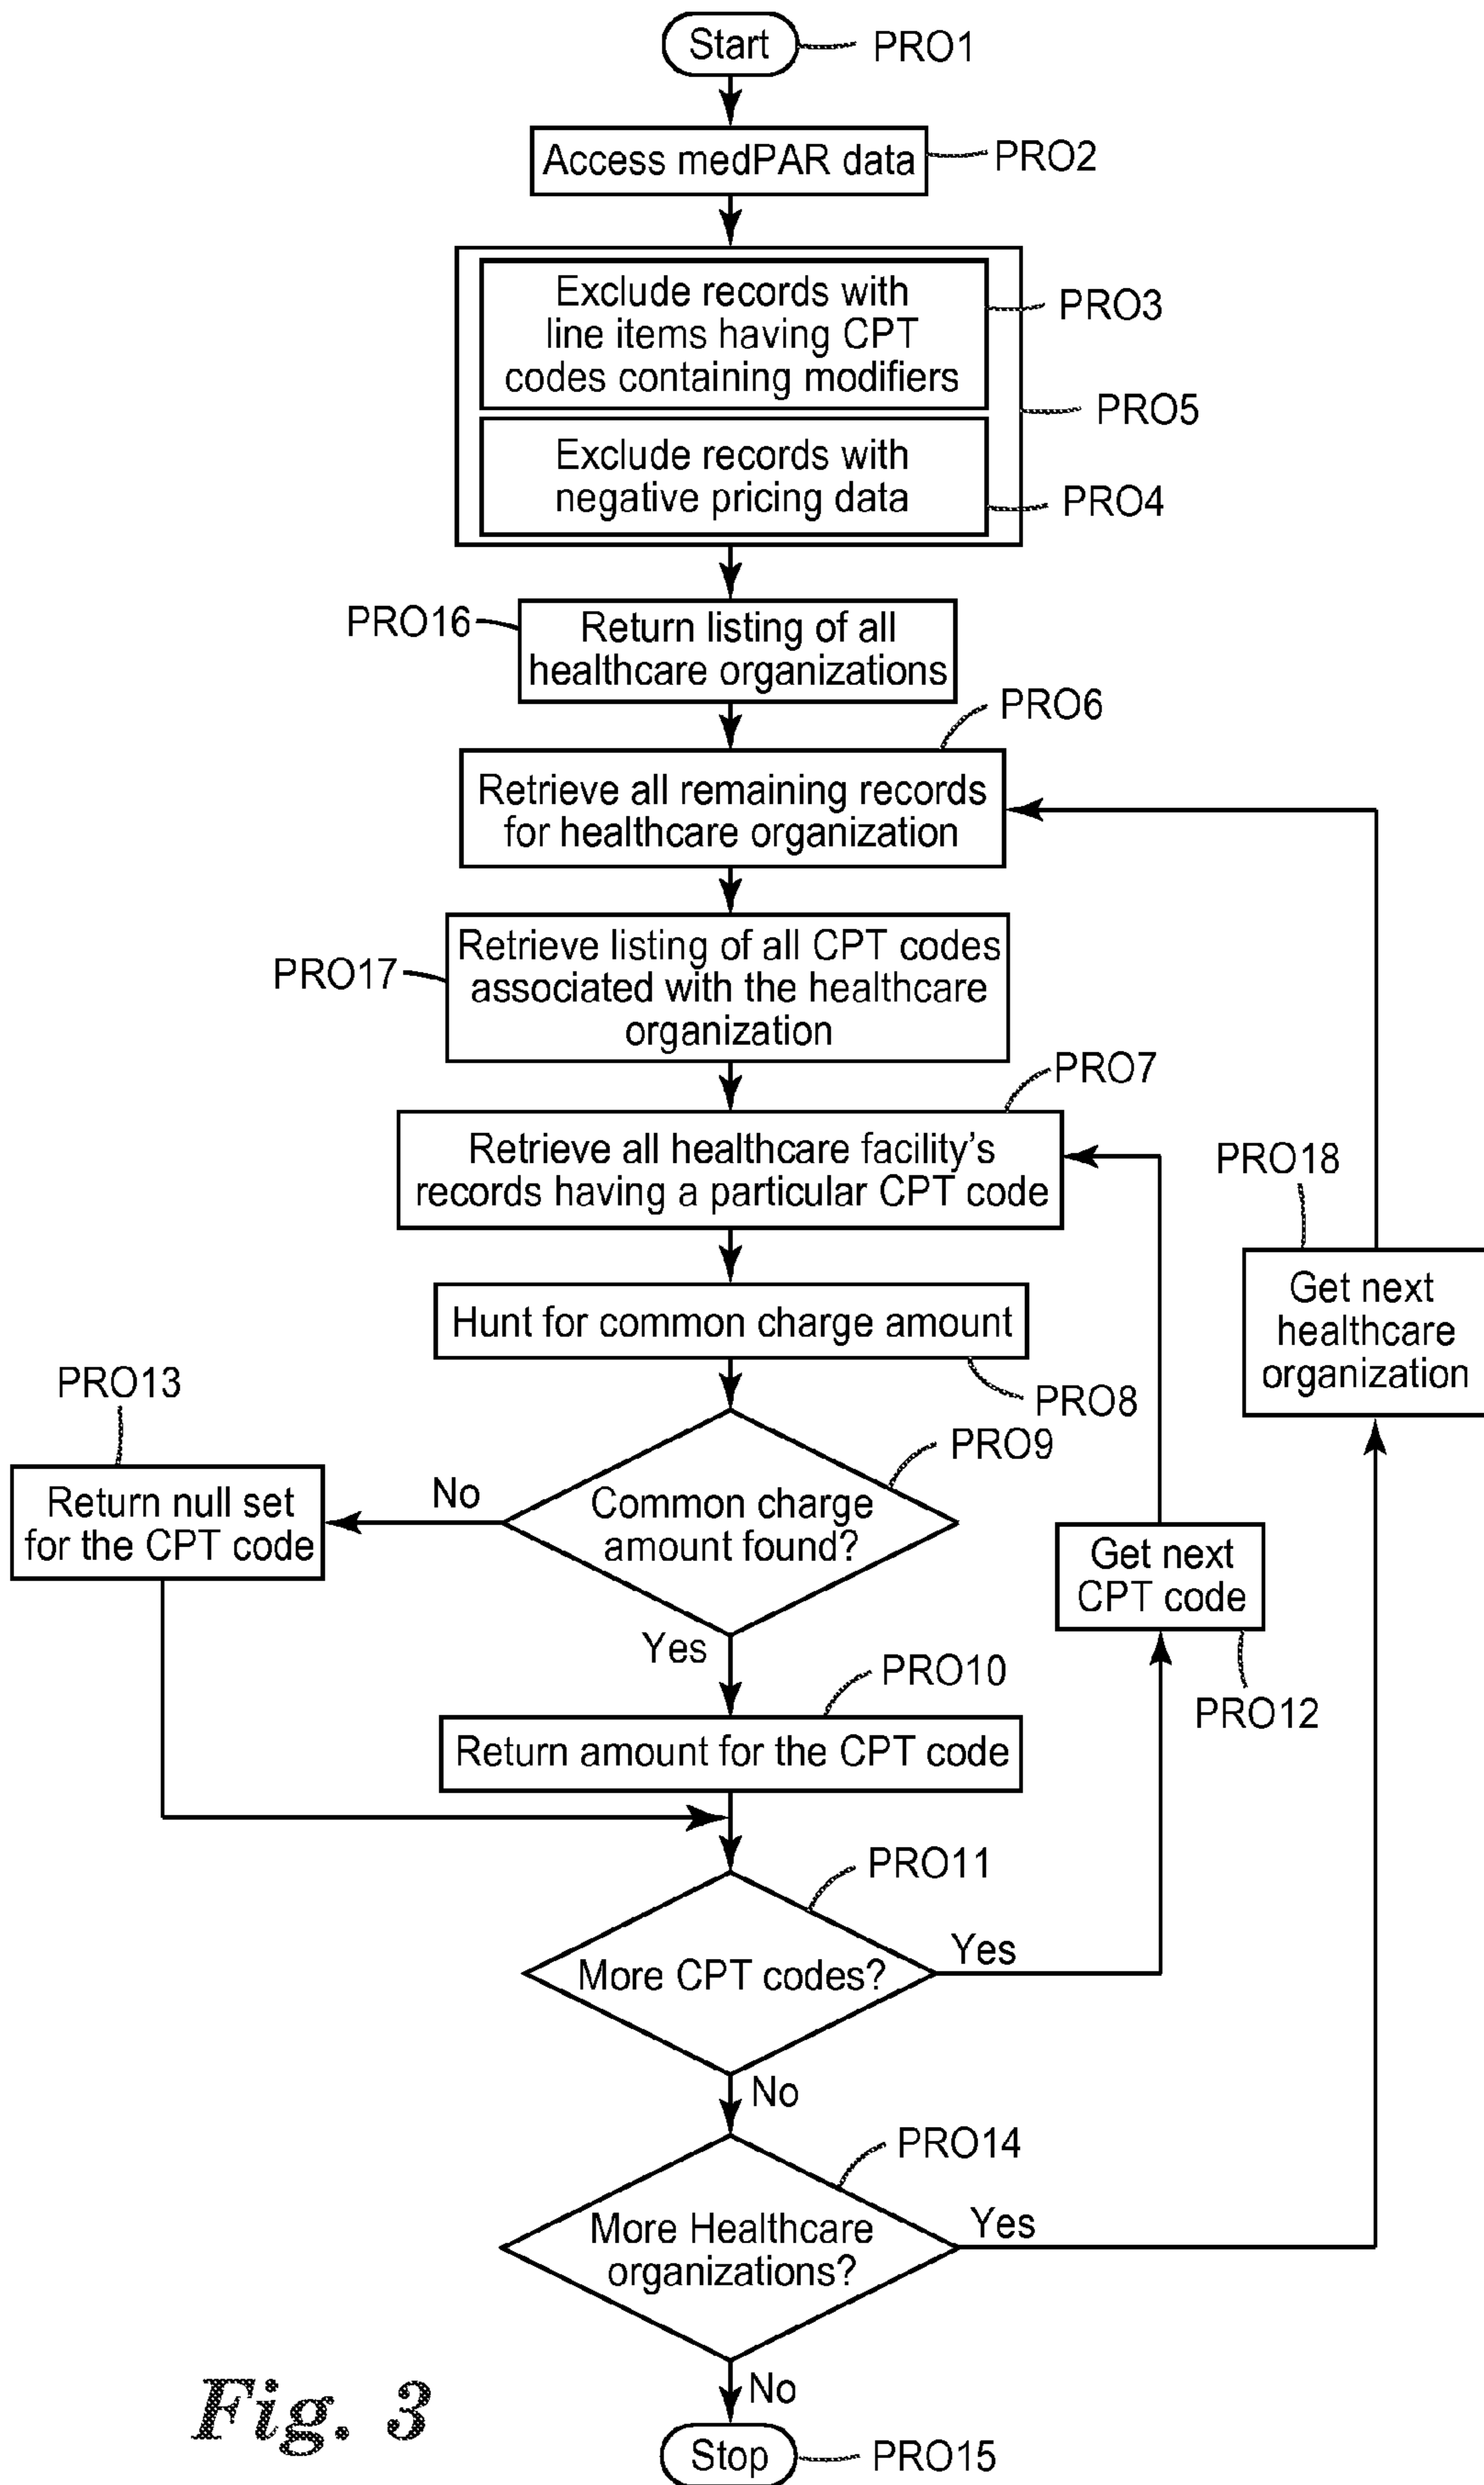 Start
PRO1
Access medPAR data
PRO2
Exclude records with
line items having CPT
codes containing modifiers
PRO3
PRO5
Exclude records with
negative pricing data
PRO4
PRO16
Return listing of all
healthcare organizations
PRO6
Retrieve all remaining records
for healthcare organization
PRO17
Retrieve listing of all CPT codes
associated with the healthcare
organization
PRO7
Retrieve all healthcare facility's
records having a particular CPT code
PRO18
Get next
healthcare
organization
Hunt for common charge amount
PRO8
PRO13
PRO9
Return null set
for the CPT code
No
Common charge
amount found?
Get next
CPT code
Yes
PRO10
PRO12
Return amount for the CPT code
PRO11
More CPT codes?
Yes
No
PRO14
More Healthcare
organizations?
Yes
No
Fig. 3
Stop
PRO15